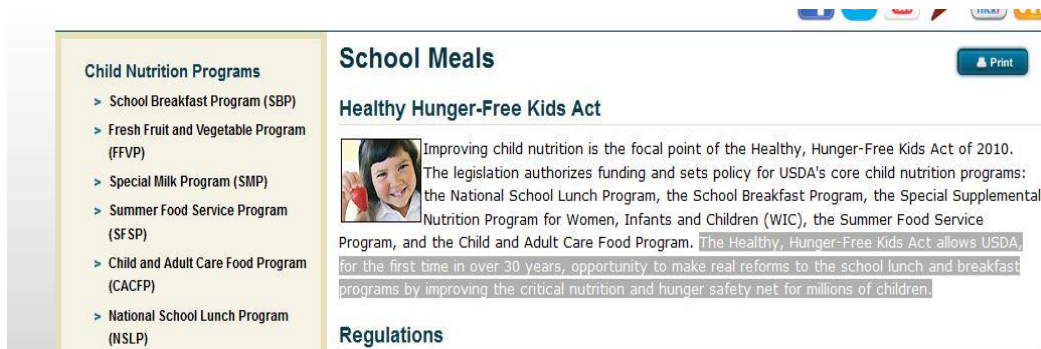 flickr
Child Nutrition Programs
> School Breakfast Program (SBP)
> Fresh Fruit and Vegetable Program
(FFVP)
> Special Milk Program (SMP)
> Summer Food Service Program
(SFSP)
> Child and Adult Care Food Program
(CACFP)
> National School Lunch Program
(NSLP)
School Meals
Print
Healthy Hunger-Free Kids Act
Improving child nutrition is the focal point of the Healthy, Hunger-Free Kids Act of 2010.
The legislation authorizes funding and sets policy for USDA's core child nutrition programs:
the National School Lunch Program, the School Breakfast Program, the Special Supplemental
Nutrition Program for Women, Infants and Children (WIC), the Summer Food Service
Program, and the Child and Adult Care Food Program. The Healthy, Hunger-Free Kids Act allows USDA,
for the first time in over 30 years, opportunity to make real reforms to the school lunch and breakfast
programs by improving the critical nutrition and hunger safety net for millions of children.
Regulations